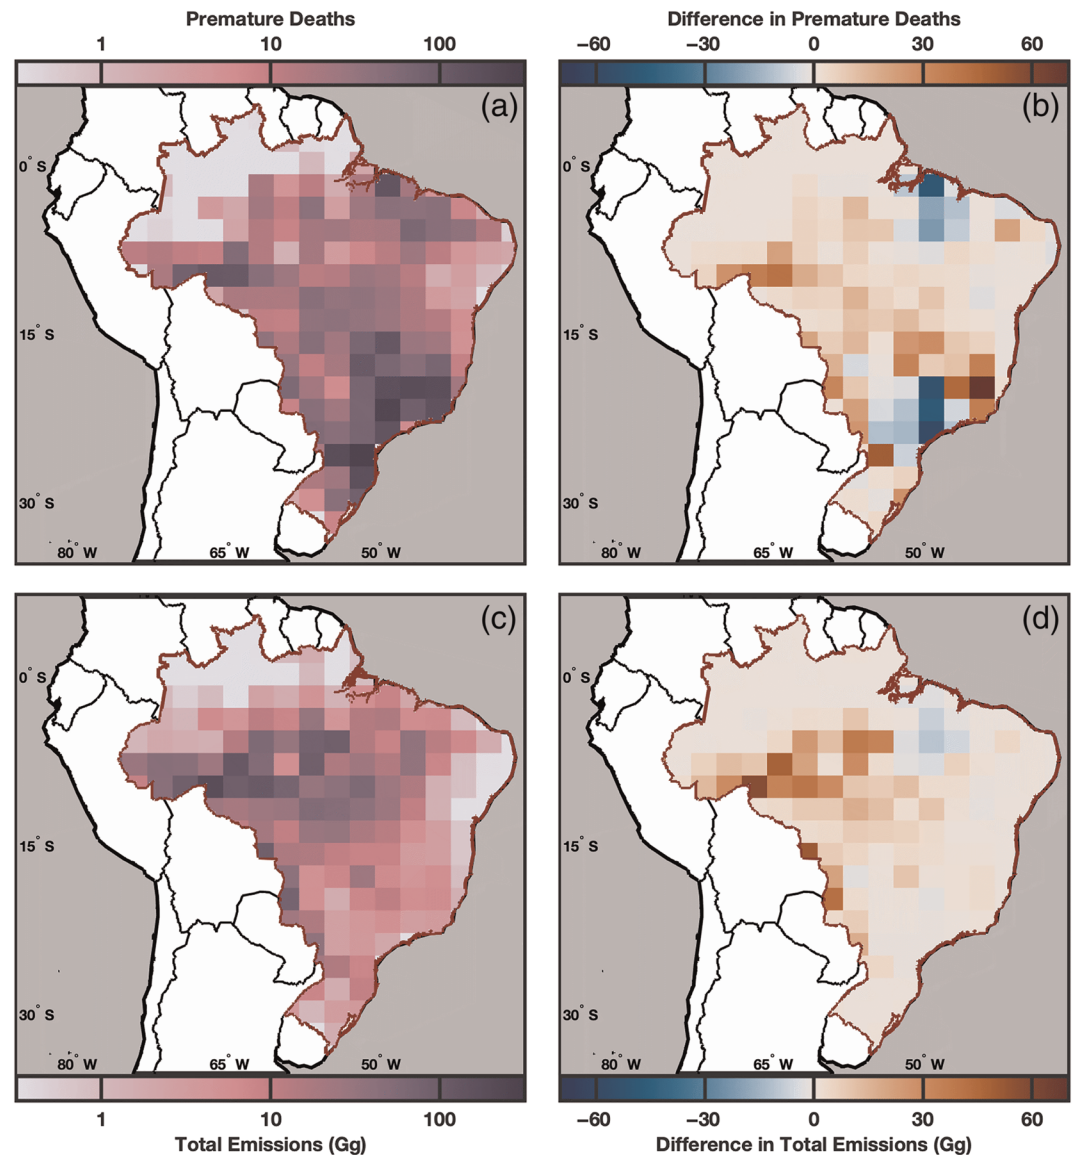 Premature Deaths
Difference in Premature Deaths
1 10 100
−60 −30 0 30 60
(a)
(b)
0° S
0° S
15° S
15° S
30° S
30° S
80° W 65° W 50° W
80° W 65° W 50° W
(c)
(d)
0° S
0° S
15° S
15° S
30° S
30° S
80° W 65° W 50° W
80° W 65° W 50° W
1 10 100
−60 −30 0 30 60
Total Emissions (Gg)
Difference in Total Emissions (Gg)